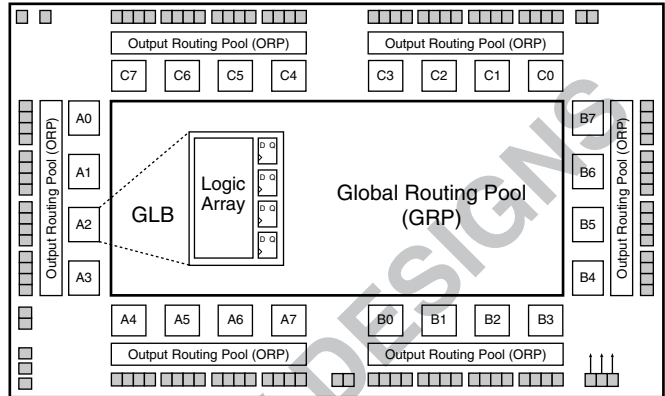 Output Routing Pool (ORP) Output Routing Pool (ORP)
C7 C6 C5 C4 C3 C2 C1 C0
Output Routing Pool (ORP)
A0
A1
A2
A3
GLB
Logic
Array
D Q
D Q
D Q
D Q
Global Routing Pool
(GRP)
B7
B6
B5
B4
Output Routing Pool (ORP)
A4 A5 A6 A7 B0 B1 B2 B3
Output Routing Pool (ORP) Output Routing Pool (ORP)
DESIGNS